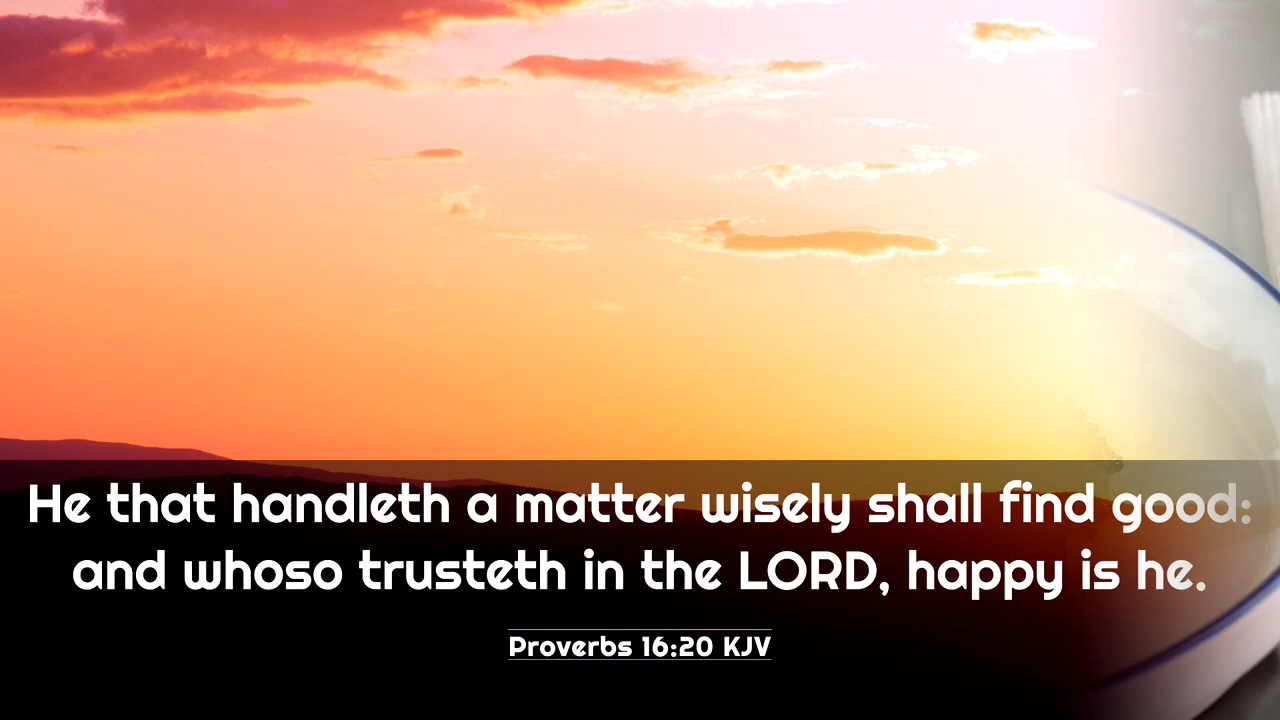 He that handleth a matter wisely shall find good:
and whoso trusteth in the LORD, happy is he.
Proverbs 16:20 KJV